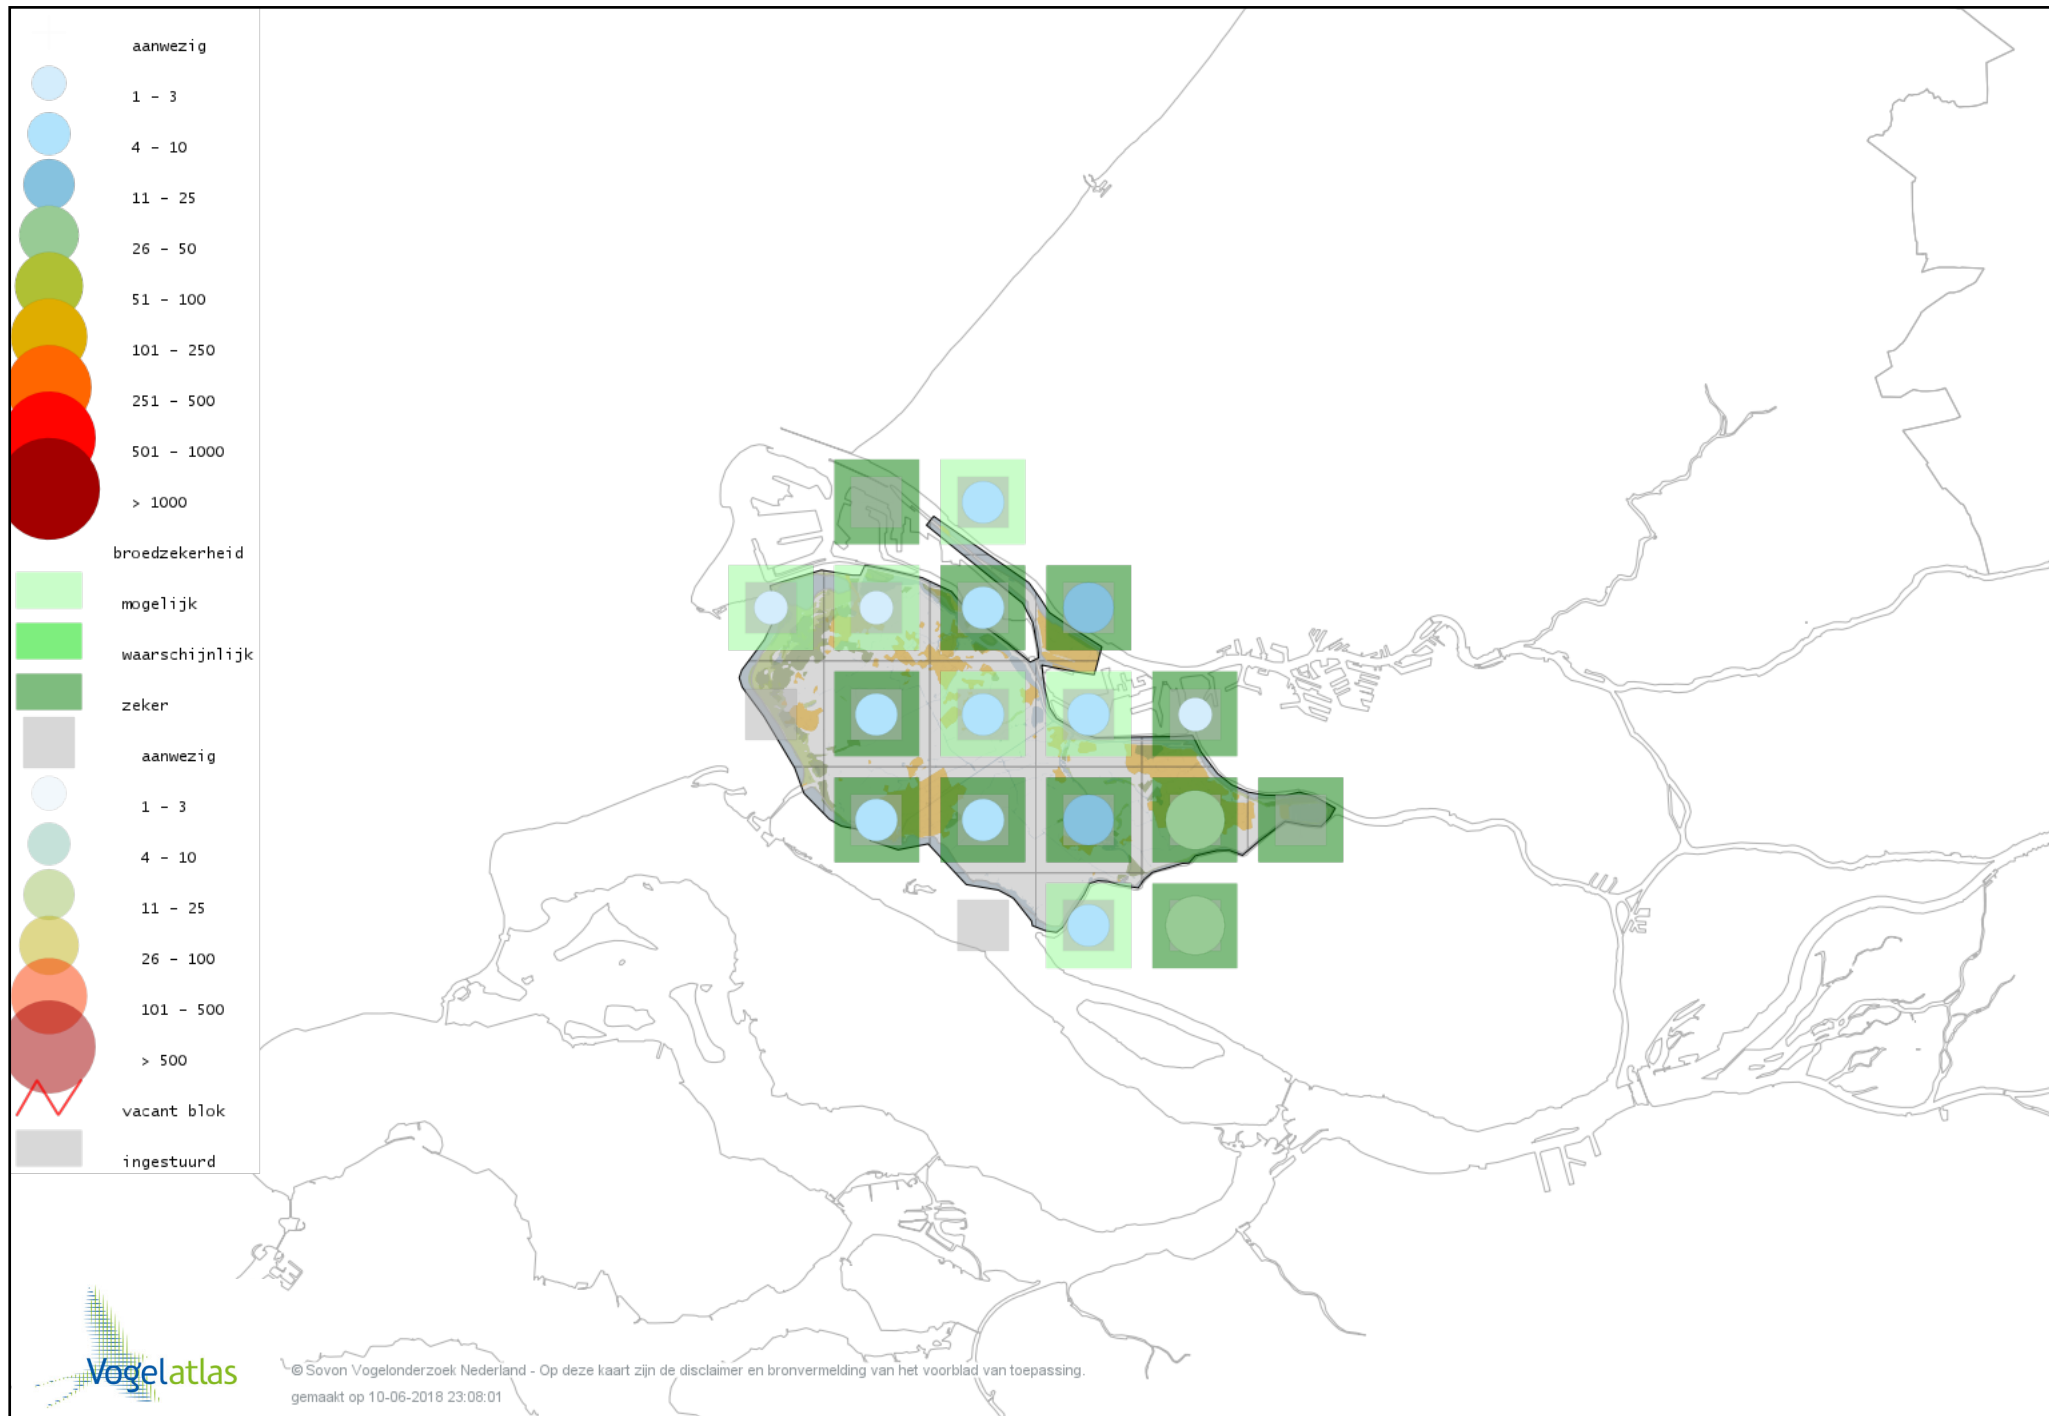 aanwezig
1 - 3
4 - 10
11 - 25
26 - 50
51 - 100
101 - 250
251 - 500
501 - 1000
> 1000
broedzekerheid
mogelijk
waarschijnlijk
zeker
aanwezig
1 - 3
4 - 10
11 - 25
26 - 100
101 - 500
> 500
vacant blok
ingestuurd
Vogelatlas
© Sovon Vogelonderzoek Nederland - Op deze kaart zijn de disclaimer en bronvermelding van het voorblad van toepassing.
gemaakt op 10-06-2018 23:08:01